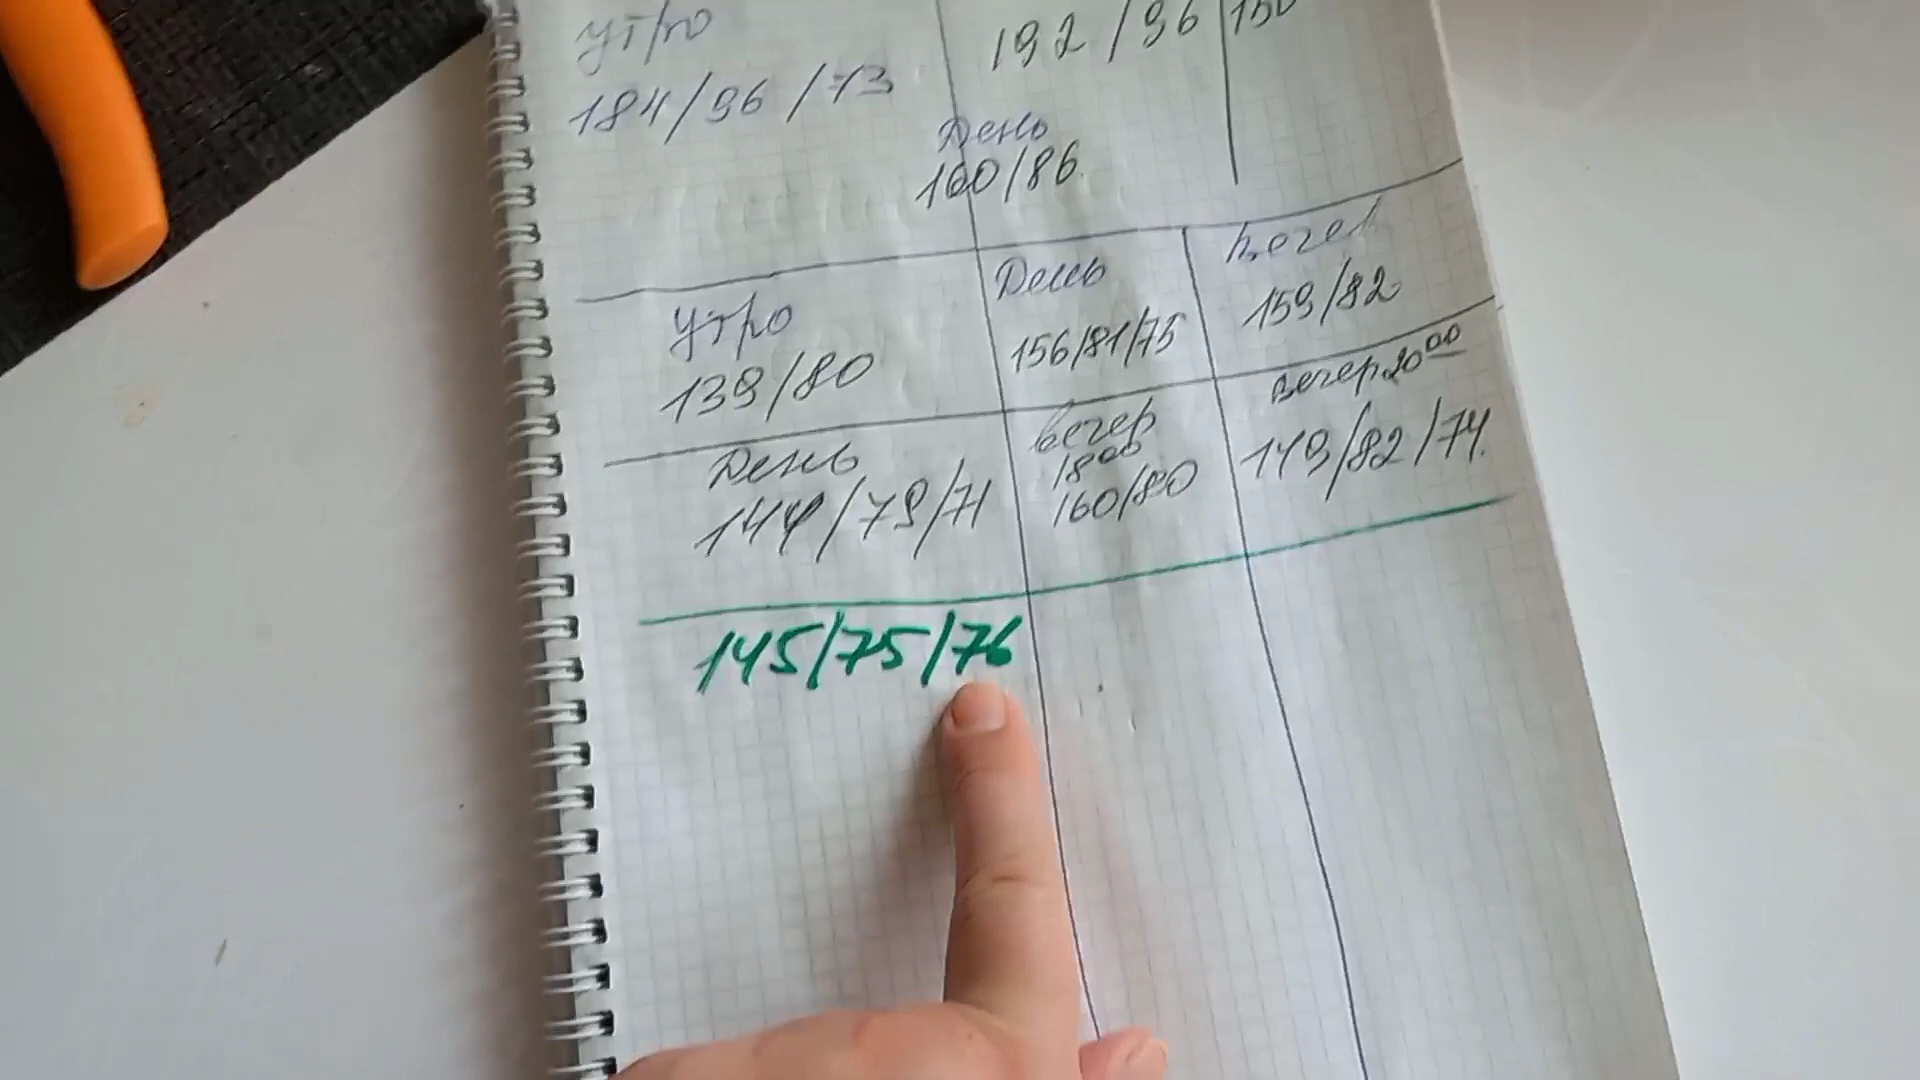 утро
184/96/73
192/96
День
160/86.
утро
139/80
День
156/81/75
Вечер
159/82
День
144/79/71
вечер
18⁰⁰
160/80
вечер 20⁰⁰
149/82/74.
145/75/76